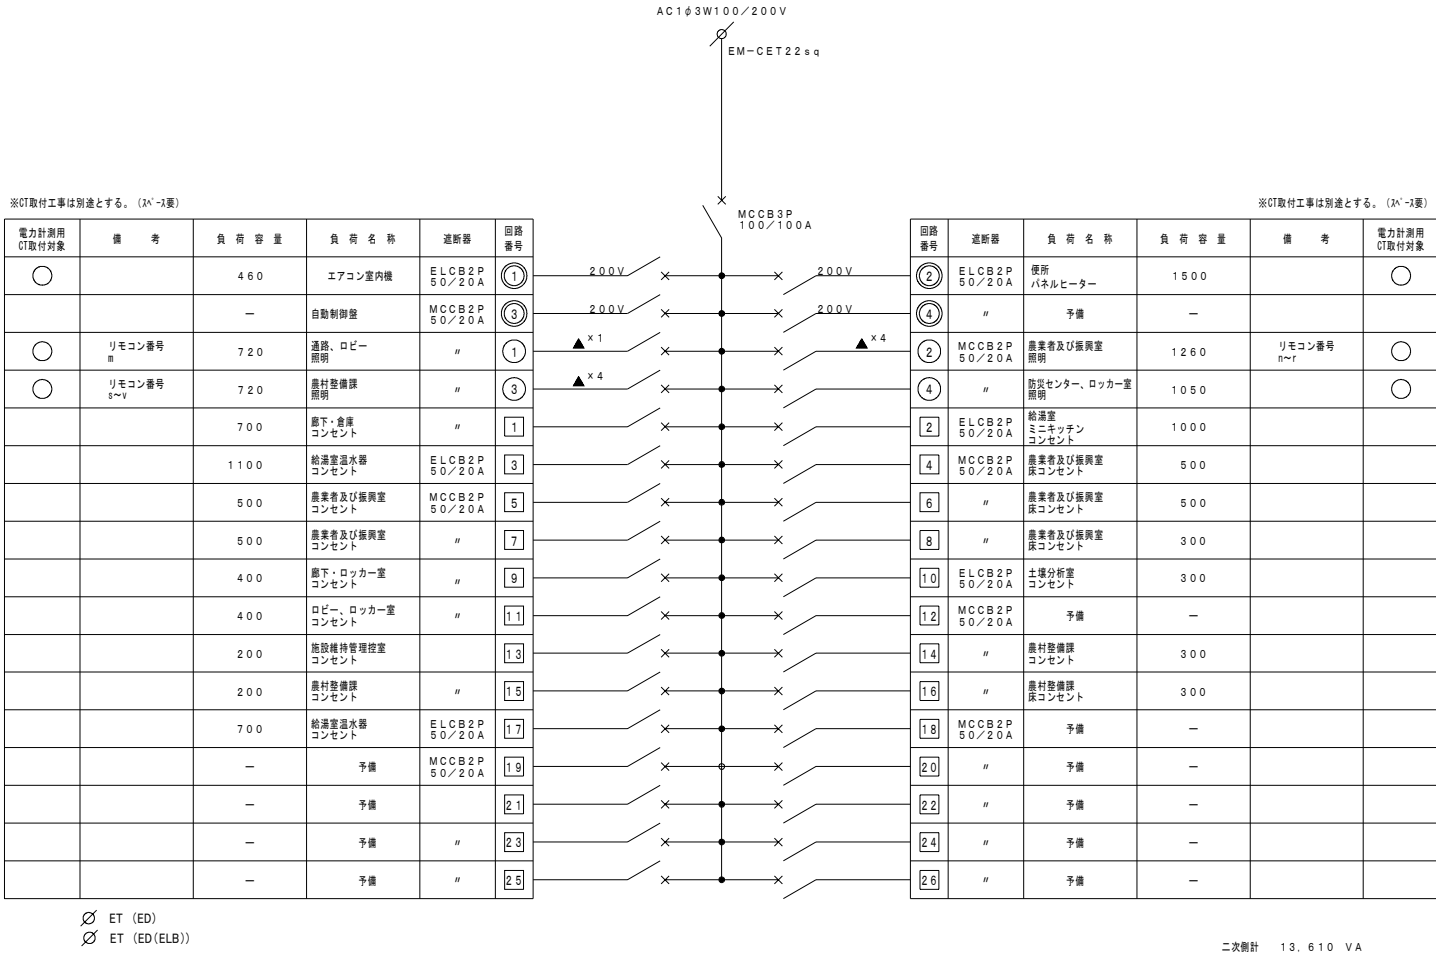 AC1φ3W100/200V
EM-CET22sq
MCCB3P
100/100A
※CT取付工事は別途とする。(スペース要)
電力計測用
CT取付対象
備 考
負 荷 容 量
負 荷 名 称
遮断器
回路
番号
○
460
エアコン室内機
ELCB2P
50/20A
1
200V
－
自動制御盤
MCCB2P
50/20A
3
200V
○
リモコン番号
m
720
通路、ロビー
照明
〃
1
▲×1
○
リモコン番号
s～v
720
農村整備課
照明
〃
3
▲×4
700
廊下・倉庫
コンセント
〃
1
1100
給湯室温水器
コンセント
ELCB2P
50/20A
3
500
農業者及び振興室
コンセント
MCCB2P
50/20A
5
500
農業者及び振興室
コンセント
〃
7
400
廊下・ロッカー室
コンセント
〃
9
400
ロビー、ロッカー室
コンセント
〃
11
200
施設維持管理控室
コンセント
13
200
農村整備課
コンセント
〃
15
700
給湯室温水器
コンセント
ELCB2P
50/20A
17
－
予備
MCCB2P
50/20A
19
－
予備
21
－
予備
〃
23
－
予備
〃
25
※CT取付工事は別途とする。(スペース要)
回路
番号
遮断器
負 荷 名 称
負 荷 容 量
備 考
電力計測用
CT取付対象
200V
2
ELCB2P
50/20A
便所
パネルヒーター
1500
○
200V
4
〃
予備
－
▲×4
2
MCCB2P
50/20A
農業者及び振興室
照明
1260
リモコン番号
n～r
○
4
〃
防災センター、ロッカー室
照明
1050
○
2
ELCB2P
50/20A
給湯室
ミニキッチン
コンセント
1000
4
MCCB2P
50/20A
農業者及び振興室
床コンセント
500
6
〃
農業者及び振興室
床コンセント
500
8
〃
農業者及び振興室
床コンセント
300
10
ELCB2P
50/20A
土壌分析室
コンセント
300
12
MCCB2P
50/20A
予備
－
14
〃
農村整備課
コンセント
300
16
〃
農村整備課
床コンセント
300
18
MCCB2P
50/20A
予備
－
20
〃
予備
－
22
〃
予備
－
24
〃
予備
－
26
〃
予備
－
ET (ED)
ET (ED(ELB))
二次側計 13,610 VA